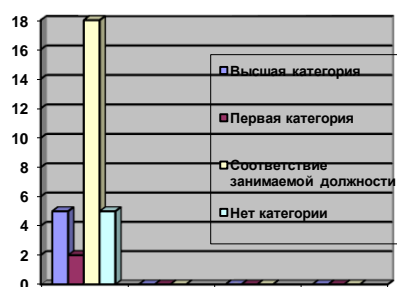 18
16
14
12
10
8
6
4
2
0
Высшая категория
Первая категория
Соответствие
занимаемой должности
Нет категории